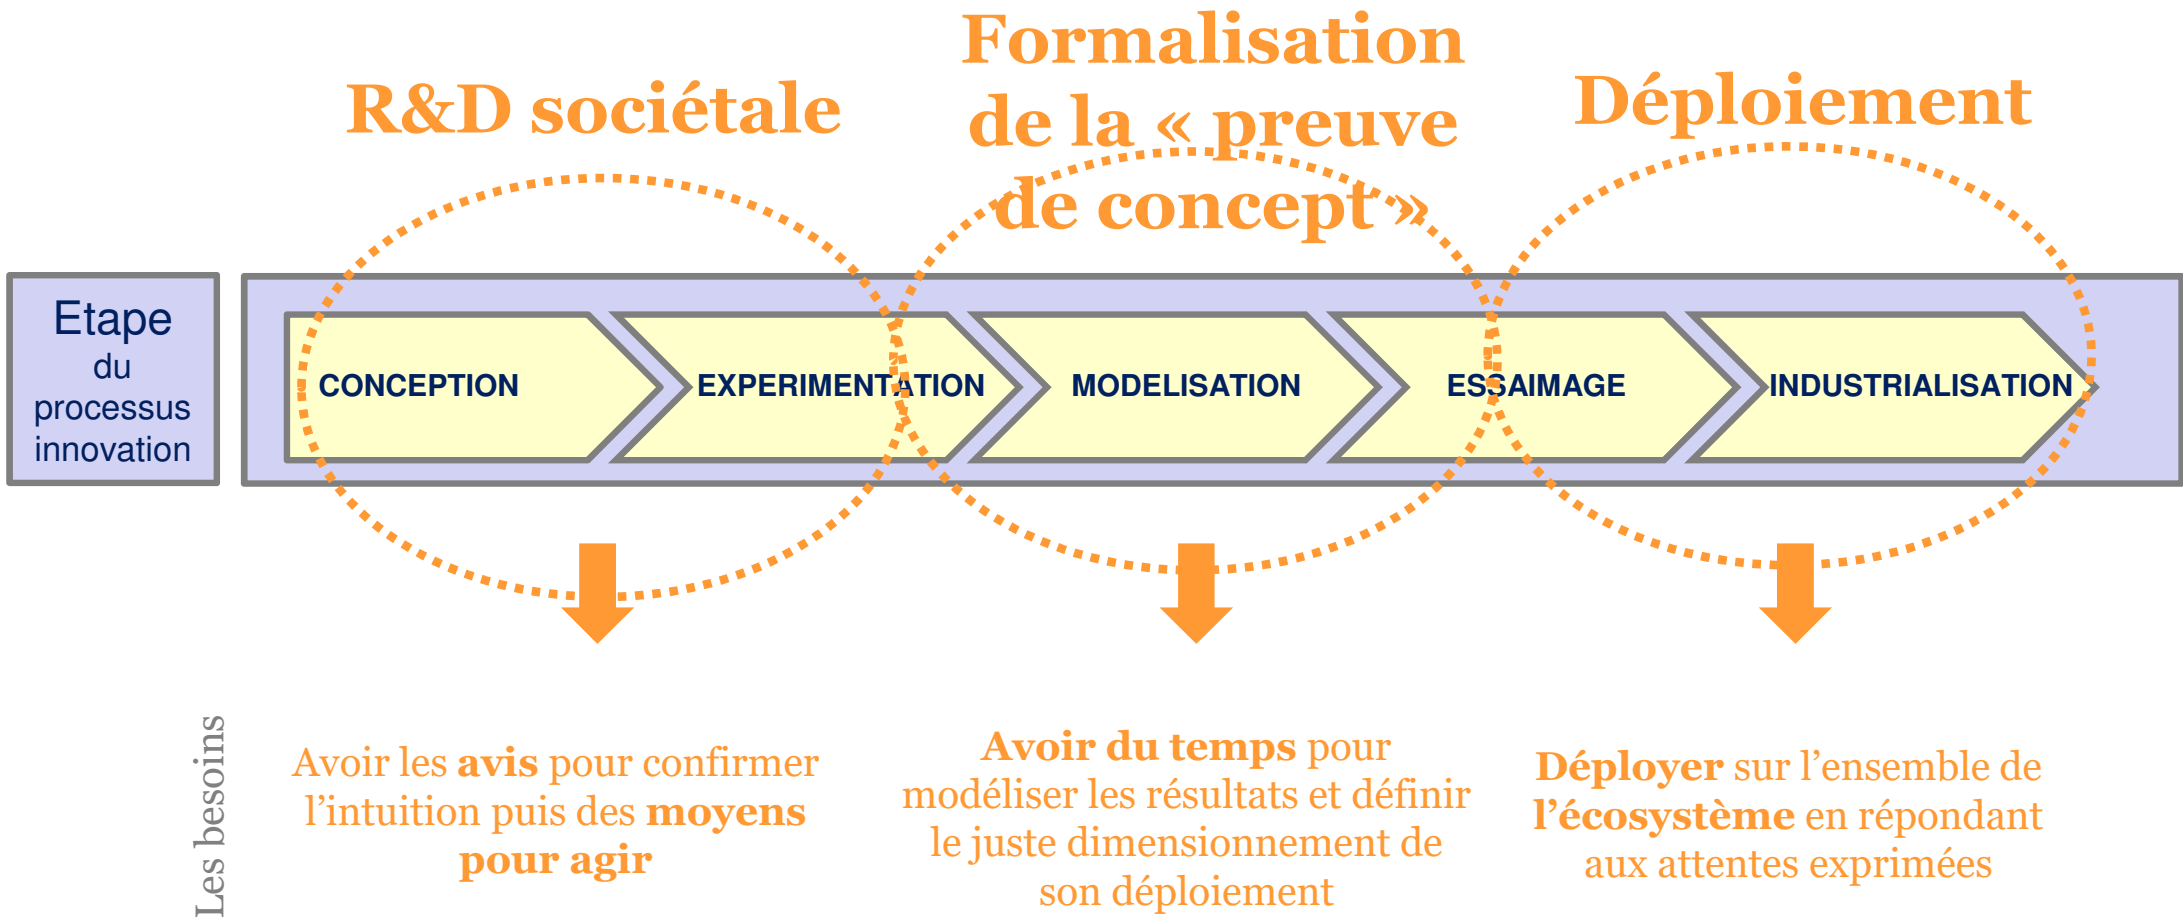 R&D sociétale
Formalisation
de la « preuve
de concept »
Déploiement
Etape
du
processus
innovation
CONCEPTION
EXPERIMENTATION
MODELISATION
ESSAIMAGE
INDUSTRIALISATION
Les besoins
Avoir les avis pour confirmer
l’intuition puis des moyens
pour agir
Avoir du temps pour
modéliser les résultats et définir
le juste dimensionnement de
son déploiement
Déployer sur l’ensemble de
l’écosystème en répondant
aux attentes exprimées